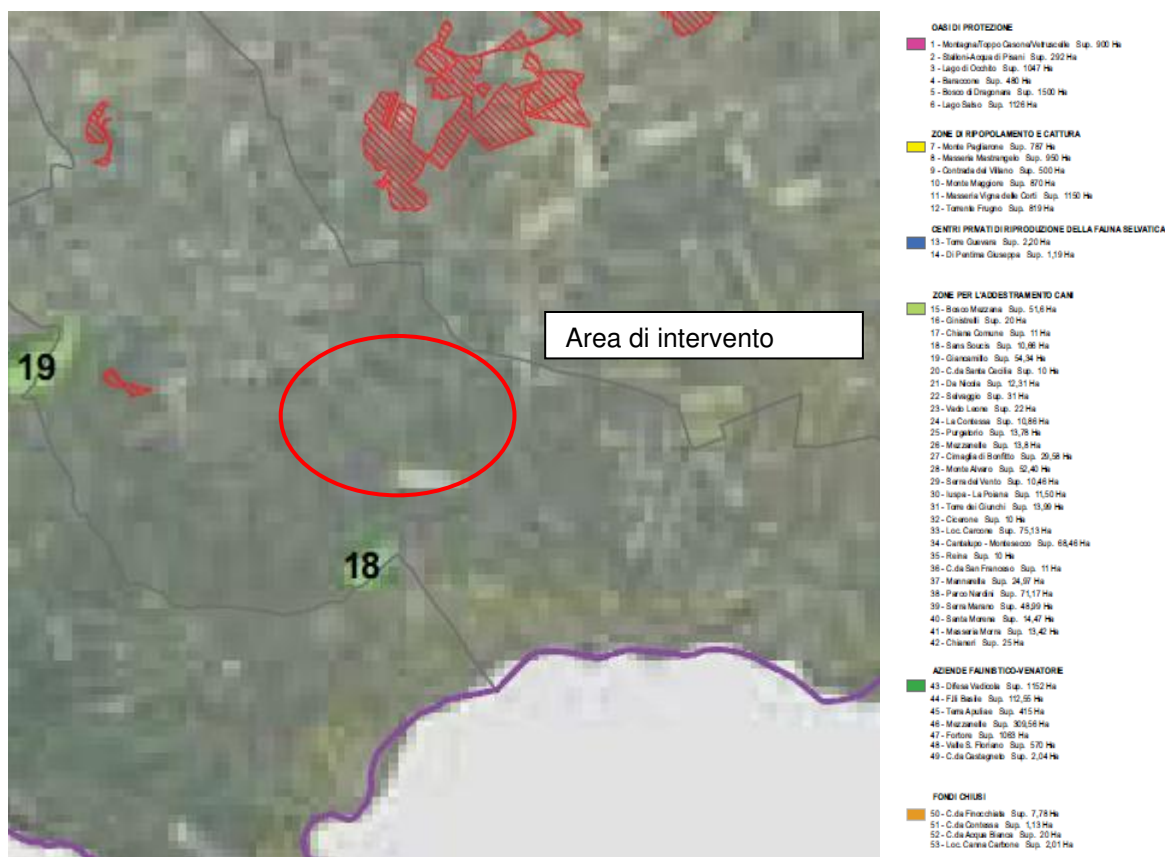 Area di intervento
19
18
OASI DI PROTEZIONE
1 - Montagna/Toppo Casone/Vetruscelle Sup. 900 Ha
2 - Stalloni-Acqua di Pisani Sup. 292 Ha
3 - Lago di Occhito Sup. 1047 Ha
4 - Baraccone Sup. 480 Ha
5 - Bosco di Dragonara Sup. 1500 Ha
6 - Lago Salso Sup. 1126 Ha
ZONE DI RIPOPOLAMENTO E CATTURA
7 - Monte Pagliarone Sup. 787 Ha
8 - Masseria Mastrangelo Sup. 950 Ha
9 - Contrada del Villano Sup. 500 Ha
10 - Monte Maggiore Sup. 870 Ha
11 - Masseria Vigna delle Corti Sup. 1150 Ha
12 - Torrente Frugno Sup. 819 Ha
CENTRI PRIVATI DI RIPRODUZIONE DELLA FAUNA SELVATICA
13 - Torre Guevara Sup. 2,20 Ha
14 - Di Pentima Giuseppa Sup. 1,19 Ha
ZONE PER L'ADDESTRAMENTO CANI
15 - Bosco Mezzana Sup. 51,6 Ha
16 - Ginistrelli Sup. 20 Ha
17 - Chiana Comune Sup. 11 Ha
18 - Sans Soucis Sup. 10,66 Ha
19 - Giancamillo Sup. 54,34 Ha
20 - C.da Santa Cecilia Sup. 10 Ha
21 - Da Nicola Sup. 12,31 Ha
22 - Selvaggio Sup. 31 Ha
23 - Vado Leone Sup. 22 Ha
24 - La Contessa Sup. 10,86 Ha
25 - Purgatorio Sup. 13,78 Ha
26 - Mezzanelle Sup. 13,8 Ha
27 - Cimaglia di Bonfitto Sup. 29,58 Ha
28 - Monte Alvaro Sup. 52,40 Ha
29 - Serra del Vento Sup. 10,46 Ha
30 - Iuspa - La Poiana Sup. 11,50 Ha
31 - Torre dei Giunchi Sup. 13,99 Ha
32 - Cicerone Sup. 10 Ha
33 - Loc. Carcone Sup. 75,13 Ha
34 - Cantalupo - Montesecco Sup. 68,46 Ha
35 - Reina Sup. 10 Ha
36 - C.da San Franceso Sup. 11 Ha
37 - Mannarella Sup. 24,97 Ha
38 - Parco Nardini Sup. 71,17 Ha
39 - Serra Marano Sup. 48,99 Ha
40 - Santa Morena Sup. 14,47 Ha
41 - Masseria Morra Sup. 13,42 Ha
42 - Chianeri Sup. 25 Ha
AZIENDE FAUNISTICO-VENATORIE
43 - Difesa Vadicola Sup. 1152 Ha
44 - F.lli Basile Sup. 112,55 Ha
45 - Terra Apuliae Sup. 415 Ha
46 - Mezzanelle Sup. 309,56 Ha
47 - Fortore Sup. 1063 Ha
48 - Valle S. Floriano Sup. 570 Ha
49 - C.da Castagneto Sup. 2,04 Ha
FONDI CHIUSI
50 - C.da Finocchiata Sup. 7,78 Ha
51 - C.da Contessa Sup. 1,13 Ha
52 - C.da Acqua Bianca Sup. 20 Ha
53 - Loc. Canna Carbone Sup. 2,01 Ha